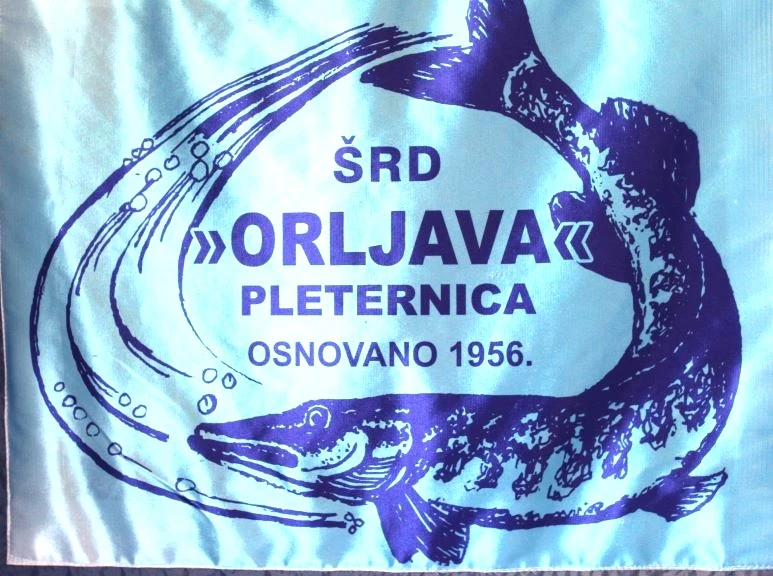 ŠRD
»ORLJAVA«
PLETERNICA
OSNOVANO 1956.